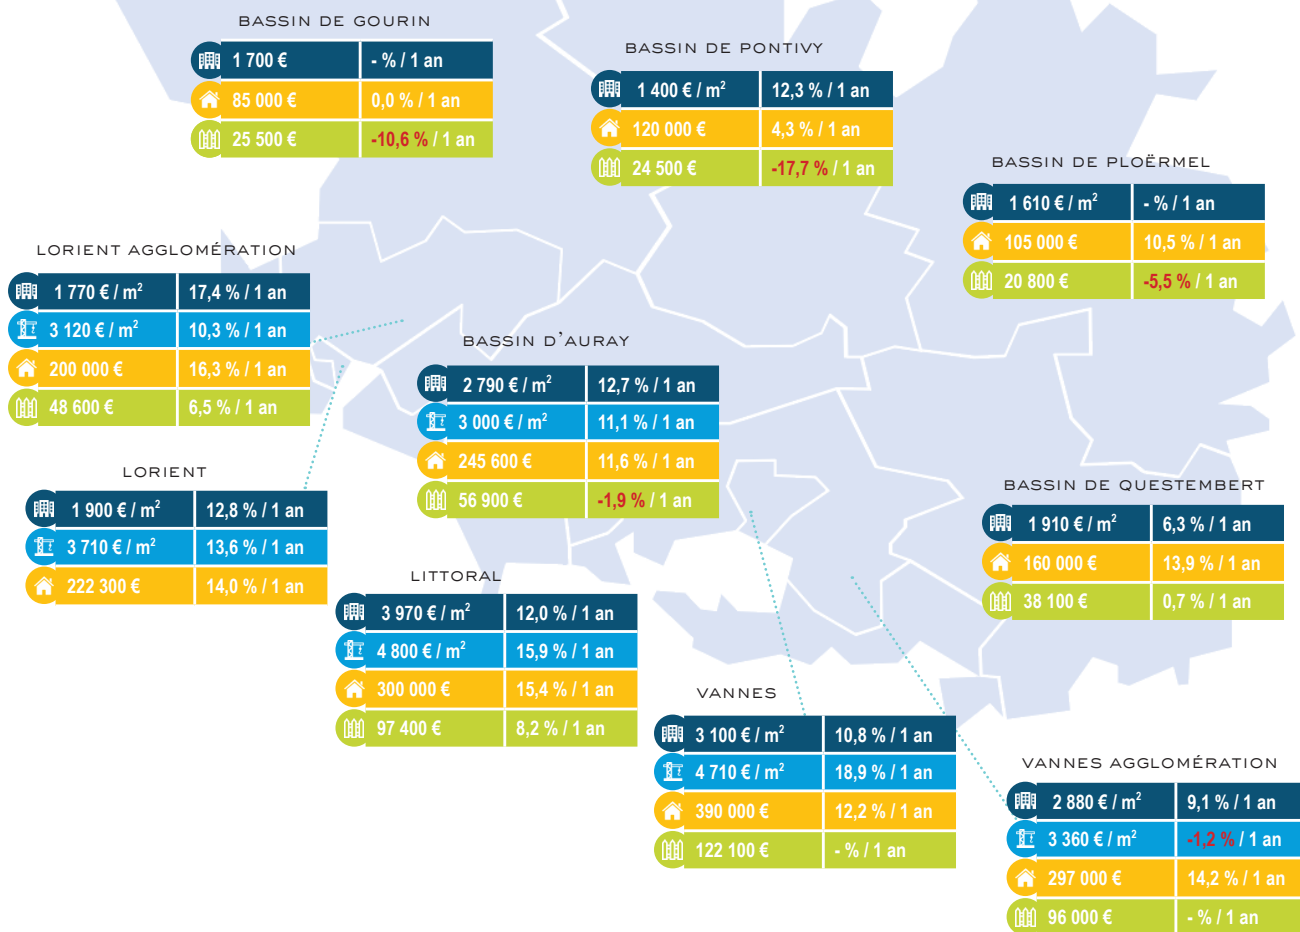 BASSIN DE GOURIN
1 700 € - % / 1 an
85 000 € 0,0 % / 1 an
25 500 € -10,6 % / 1 an
BASSIN DE PONTIVY
1 400 € / m² 12,3 % / 1 an
120 000 € 4,3 % / 1 an
24 500 € -17,7 % / 1 an
BASSIN DE PLOËRMEL
1 610 € / m² - % / 1 an
105 000 € 10,5 % / 1 an
20 800 € -5,5 % / 1 an
LORIENT AGGLOMÉRATION
1 770 € / m² 17,4 % / 1 an
3 120 € / m² 10,3 % / 1 an
200 000 € 16,3 % / 1 an
48 600 € 6,5 % / 1 an
BASSIN D'AURAY
2 790 € / m² 12,7 % / 1 an
3 000 € / m² 11,1 % / 1 an
245 600 € 11,6 % / 1 an
56 900 € -1,9 % / 1 an
LORIENT
1 900 € / m² 12,8 % / 1 an
3 710 € / m² 13,6 % / 1 an
222 300 € 14,0 % / 1 an
BASSIN DE QUESTEMBERT
1 910 € / m² 6,3 % / 1 an
160 000 € 13,9 % / 1 an
38 100 € 0,7 % / 1 an
LITTORAL
3 970 € / m² 12,0 % / 1 an
4 800 € / m² 15,9 % / 1 an
300 000 € 15,4 % / 1 an
97 400 € 8,2 % / 1 an
VANNES
3 100 € / m² 10,8 % / 1 an
4 710 € / m² 18,9 % / 1 an
390 000 € 12,2 % / 1 an
122 100 € - % / 1 an
VANNES AGGLOMÉRATION
2 880 € / m² 9,1 % / 1 an
3 360 € / m² -1,2 % / 1 an
297 000 € 14,2 % / 1 an
96 000 € - % / 1 an